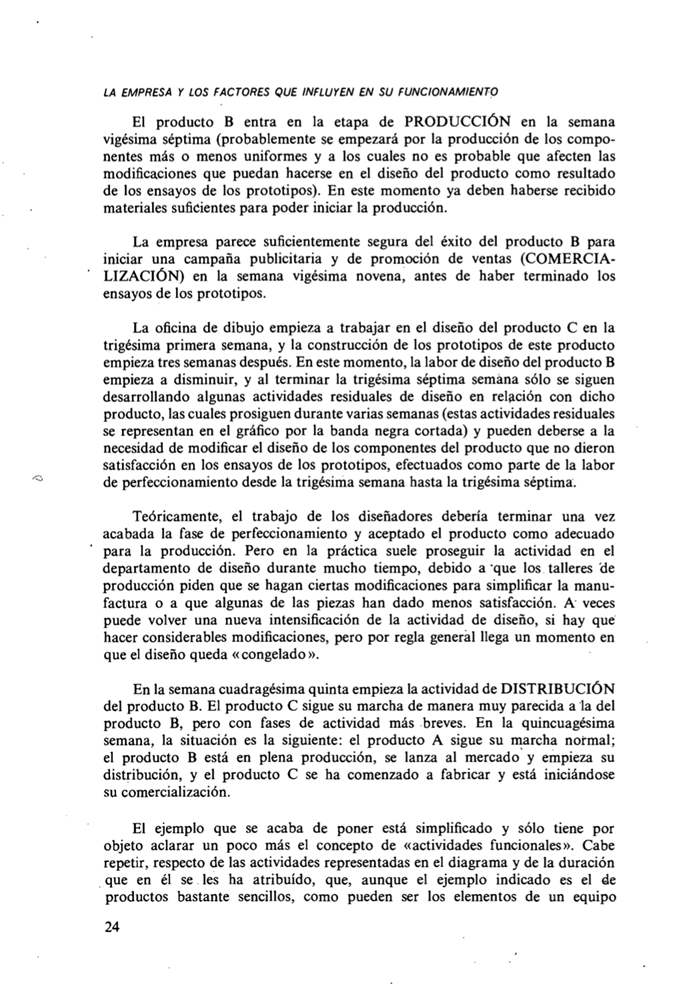 LA EMPRESA Y LOS FACTORES QUE INFLUYEN EN SU FUNCIONAMIENTO
El producto B entra en la etapa de PRODUCCIÓN en la semana
vigésima séptima (probablemente se empezará por la producción de los compo-
nentes más o menos uniformes y a los cuales no es probable que afecten las
modificaciones que puedan hacerse en el diseño del producto como resultado
de los ensayos de los prototipos). En este momento ya deben haberse recibido
materiales suficientes para poder iniciar la producción.
La empresa parece suficientemente segura del éxito del producto B para
iniciar una campaña publicitaria y de promoción de ventas (COMERCIA-
LIZACIÓN) en la semana vigésima novena, antes de haber terminado los
ensayos de los prototipos.
La oficina de dibujo empieza a trabajar en el diseño del producto C en la
trigésima primera semana, y la construcción de los prototipos de este producto
empieza tres semanas después. En este momento, la labor de diseño del producto B
empieza a disminuir, y al terminar la trigésima séptima semana sólo se siguen
desarrollando algunas actividades residuales de diseño en relación con dicho
producto, las cuales prosiguen durante varias semanas (estas actividades residuales
se representan en el gráfico por la banda negra cortada) y pueden deberse a la
necesidad de modificar el diseño de los componentes del producto que no dieron
satisfacción en los ensayos de los prototipos, efectuados como parte de la labor
de perfeccionamiento desde la trigésima semana hasta la trigésima séptima.
Teóricamente, el trabajo de los diseñadores debería terminar una vez
acabada la fase de perfeccionamiento y aceptado el producto como adecuado
para la producción. Pero en la práctica suele proseguir la actividad en el
departamento de diseño durante mucho tiempo, debido a que los talleres de
producción piden que se hagan ciertas modificaciones para simplificar la manu-
factura o a que algunas de las piezas han dado menos satisfacción. A veces
puede volver una nueva intensificación de la actividad de diseño, si hay que
hacer considerables modificaciones, pero por regla general llega un momento en
que el diseño queda «congelado».
En la semana cuadragésima quinta empieza la actividad de DISTRIBUCIÓN
del producto B. El producto C sigue su marcha de manera muy parecida a la del
producto B, pero con fases de actividad más breves. En la quincuagésima
semana, la situación es la siguiente: el producto A sigue su marcha normal;
el producto B está en plena producción, se lanza al mercado y empieza su
distribución, y el producto C se ha comenzado a fabricar y está iniciándose
su comercialización.
El ejemplo que se acaba de poner está simplificado y sólo tiene por
objeto aclarar un poco más el concepto de «actividades funcionales». Cabe
repetir, respecto de las actividades representadas en el diagrama y de la duración
que en él se les ha atribuído, que, aunque el ejemplo indicado es el de
productos bastante sencillos, como pueden ser los elementos de un equipo
24